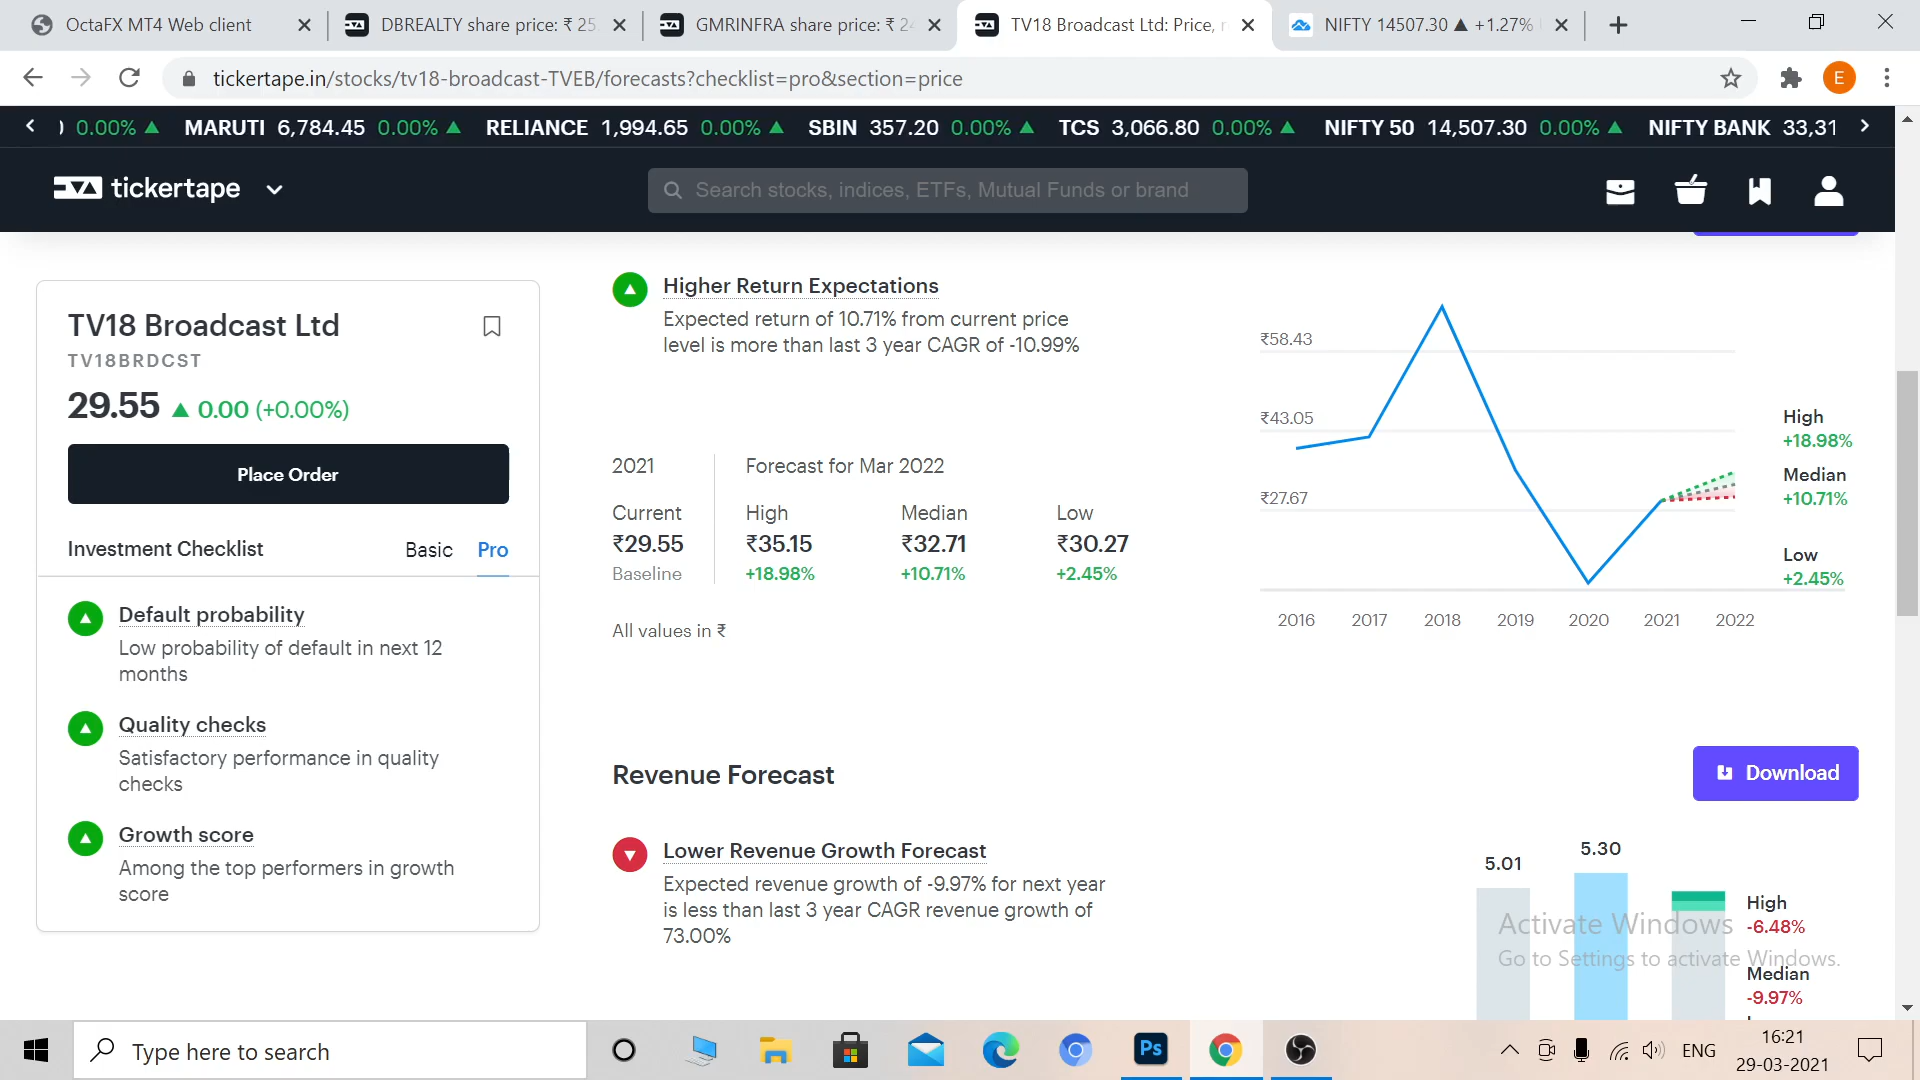 OctaFX MT4 Web client
DBREALTY share price: ₹ 25
GMRINFRA share price: ₹ 24
TV18 Broadcast Ltd: Price,
NIFTY 14507.30 ▲ +1.27%
tickertape.in/stocks/tv18-broadcast-TVEB/forecasts?checklist=pro&section=price
E
0.00% ▲ MARUTI 6,784.45 0.00% ▲ RELIANCE 1,994.65 0.00% ▲ SBIN 357.20 0.00% ▲ TCS 3,066.80 0.00% ▲ NIFTY 50 14,507.30 0.00% ▲ NIFTY BANK 33,31
tickertape
Search stocks, indices, ETFs, Mutual Funds or brand
TV18 Broadcast Ltd
TV18BRDCST
29.55 ▲ 0.00 (+0.00%)
Place Order
Investment Checklist Basic Pro
Default probability
Low probability of default in next 12
months
Quality checks
Satisfactory performance in quality
checks
Growth score
Among the top performers in growth
score
Higher Return Expectations
Expected return of 10.71% from current price
level is more than last 3 year CAGR of -10.99%
2021 Forecast for Mar 2022
Current High Median Low
₹29.55 ₹35.15 ₹32.71 ₹30.27
Baseline +18.98% +10.71% +2.45%
All values in ₹
₹58.43
₹43.05
₹27.67
High
+18.98%
Median
+10.71%
Low
+2.45%
2016 2017 2018 2019 2020 2021 2022
Revenue Forecast
Download
Lower Revenue Growth Forecast
Expected revenue growth of -9.97% for next year
is less than last 3 year CAGR revenue growth of
73.00%
5.01
5.30
High
-6.48%
Median
-9.97%
Activate Windows
Go to Settings to activate Windows.
Type here to search
Ps
ENG
16:21
29-03-2021